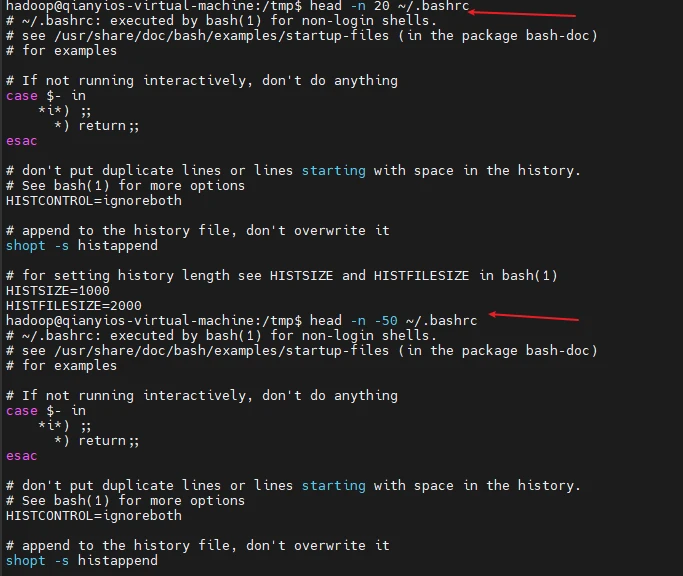 hadoop@qianyios-virtual-machine:/tmp$ head -n 20 ~/.bashrc
# ~/.bashrc: executed by bash(1) for non-login shells.
# see /usr/share/doc/bash/examples/startup-files (in the package bash-doc)
# for examples
# If not running interactively, don't do anything
case $- in
    *i*) ;;
      *) return;;
esac
# don't put duplicate lines or lines starting with space in the history.
# See bash(1) for more options
HISTCONTROL=ignoreboth
# append to the history file, don't overwrite it
shopt -s histappend
# for setting history length see HISTSIZE and HISTFILESIZE in bash(1)
HISTSIZE=1000
HISTFILESIZE=2000
hadoop@qianyios-virtual-machine:/tmp$ head -n -50 ~/.bashrc
# ~/.bashrc: executed by bash(1) for non-login shells.
# see /usr/share/doc/bash/examples/startup-files (in the package bash-doc)
# for examples
# If not running interactively, don't do anything
case $- in
    *i*) ;;
      *) return;;
esac
# don't put duplicate lines or lines starting with space in the history.
# See bash(1) for more options
HISTCONTROL=ignoreboth
# append to the history file, don't overwrite it
shopt -s histappend